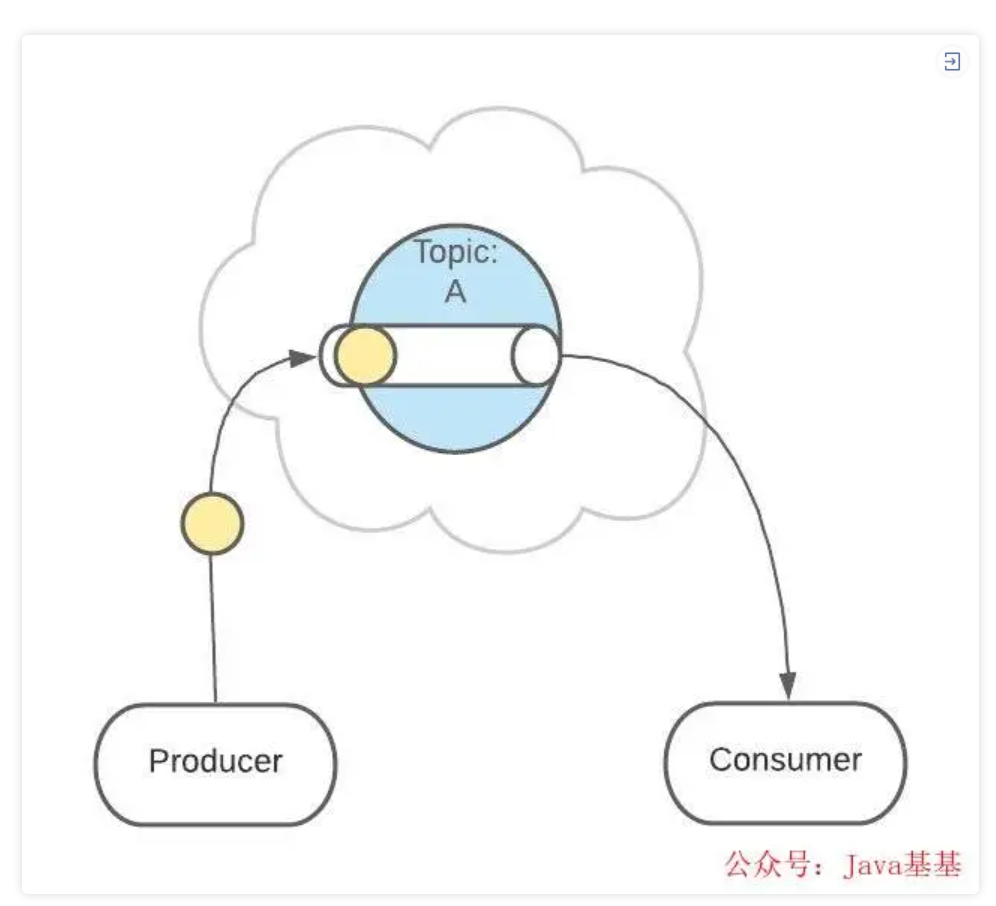 Topic:
A
Producer
Consumer
公众号：Java基基